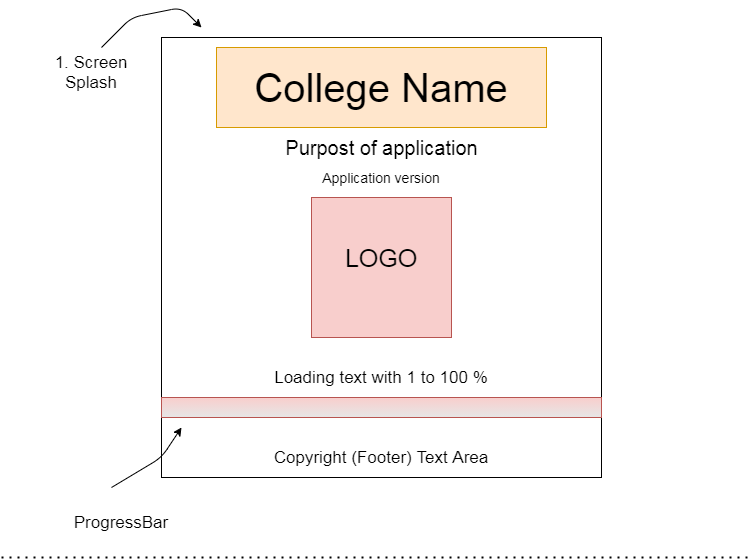 1. Screen
Splash
College Name
Purpost of application
Application version
LOGO
Loading text with 1 to 100 %
Copyright (Footer) Text Area
ProgressBar